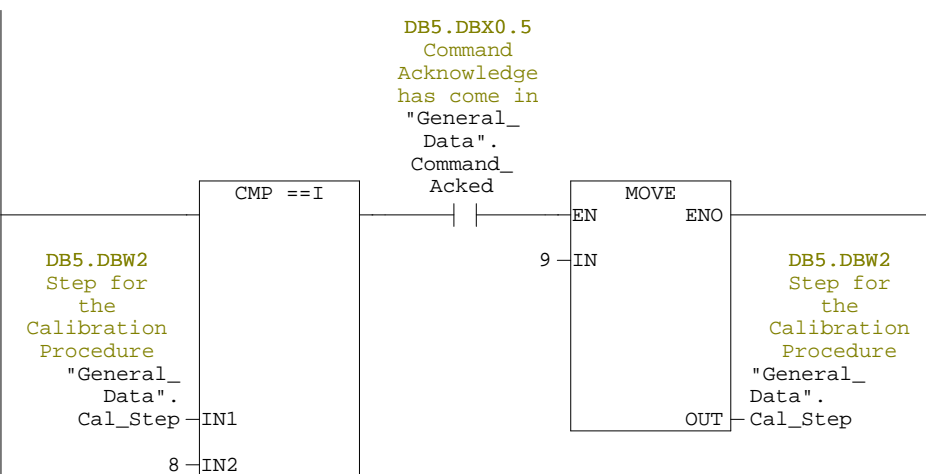 DB5.DBX0.5
Command
Acknowledge
has come in
"General_
Data".
Command_
Acked
CMP ==I
MOVE
EN
ENO
DB5.DBW2
Step for
the
Calibration
Procedure
"General_
Data".
Cal_Step
IN1
8
IN2
9
IN
DB5.DBW2
Step for
the
Calibration
Procedure
"General_
Data".
OUT
Cal_Step